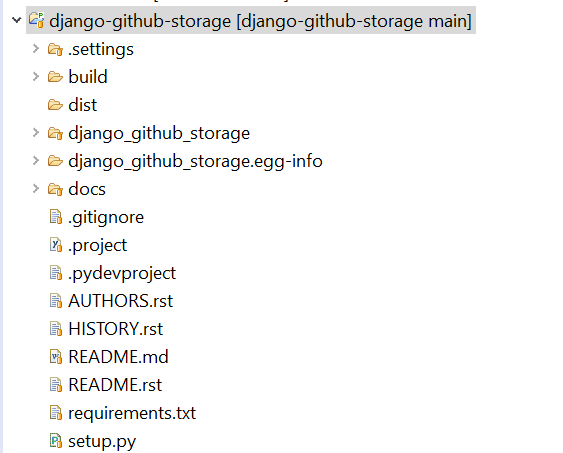 django-github-storage [django-github-storage main]
.settings
build
dist
django_github_storage
django_github_storage.egg-info
docs
.gitignore
.project
.pydevproject
AUTHORS.rst
HISTORY.rst
README.md
README.rst
requirements.txt
setup.py